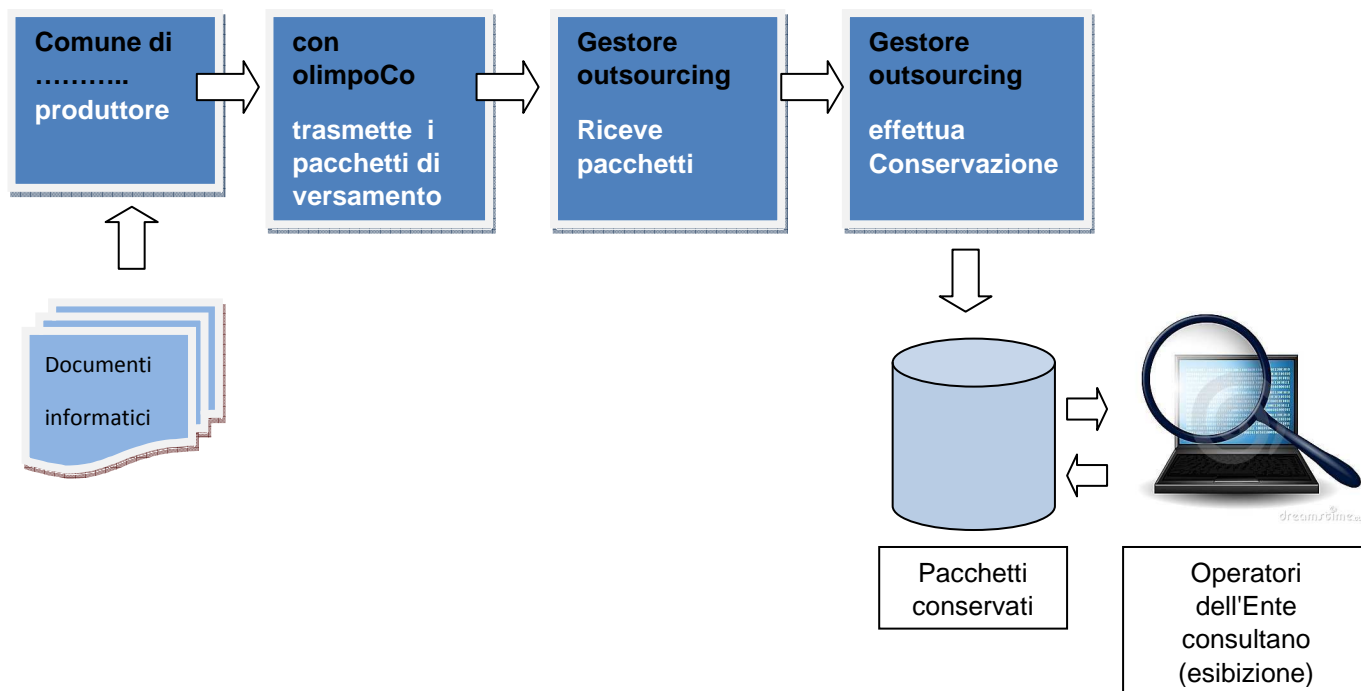 Comune di
………..
produttore
con
olimpoCo
trasmette i
pacchetti di
versamento
Gestore
outsourcing
Riceve
pacchetti
Gestore
outsourcing
effettua
Conservazione
Documenti
informatici
dreamstime
Pacchetti
conservati
Operatori
dell'Ente
consultano
(esibizione)